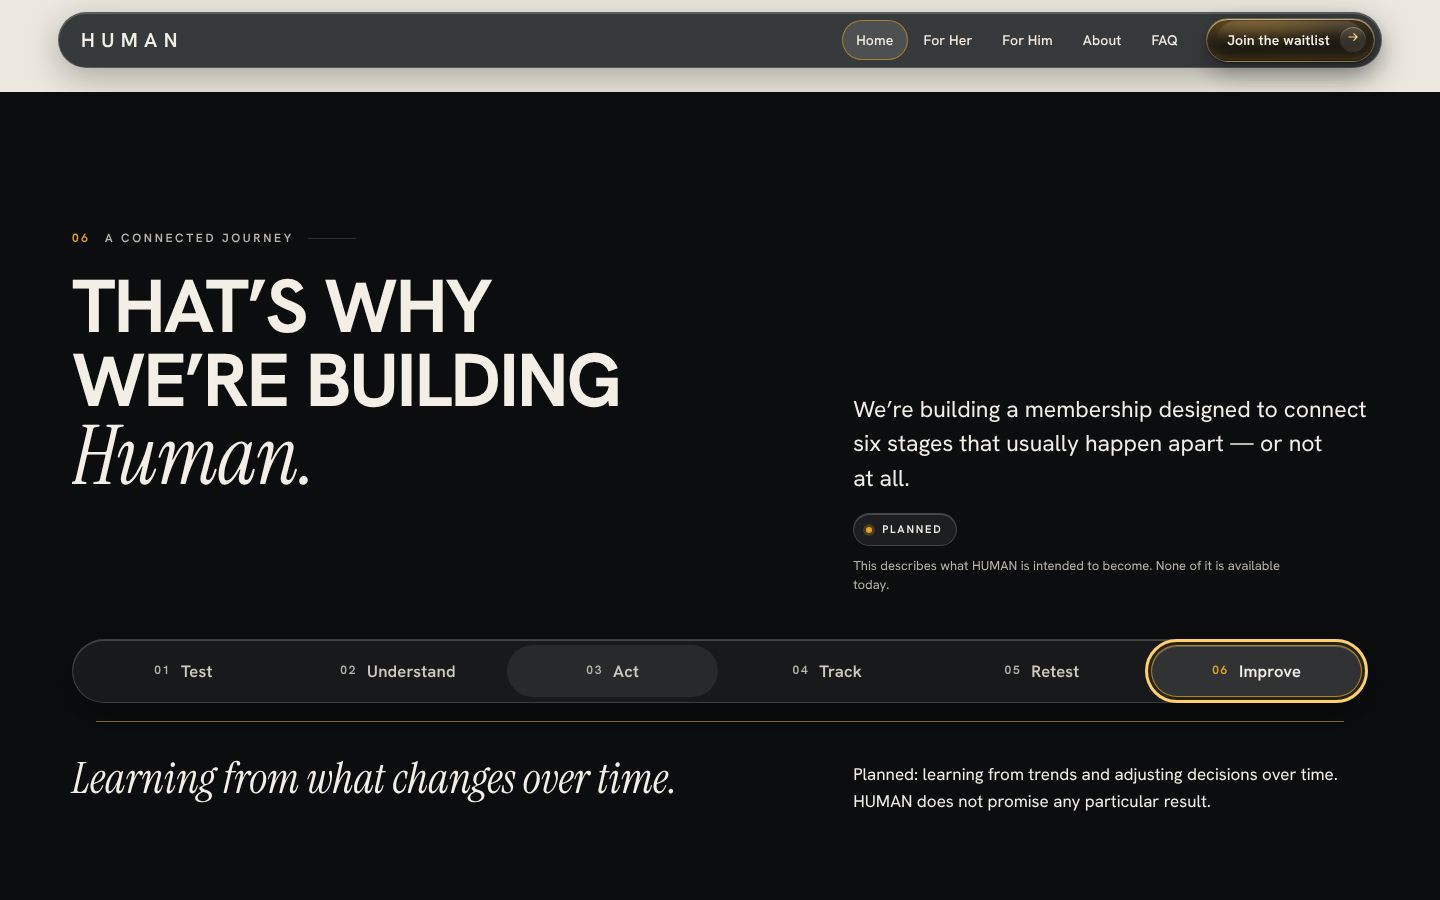 HUMAN
Home
For Her
For Him
About
FAQ
Join the waitlist →
06 A CONNECTED JOURNEY
THAT’S WHY
WE’RE BUILDING
Human.
We’re building a membership designed to connect
six stages that usually happen apart — or not
at all.
PLANNED
This describes what HUMAN is intended to become. None of it is available
today.
01 Test
02 Understand
03 Act
04 Track
05 Retest
06 Improve
Learning from what changes over time.
Planned: learning from trends and adjusting decisions over time.
HUMAN does not promise any particular result.